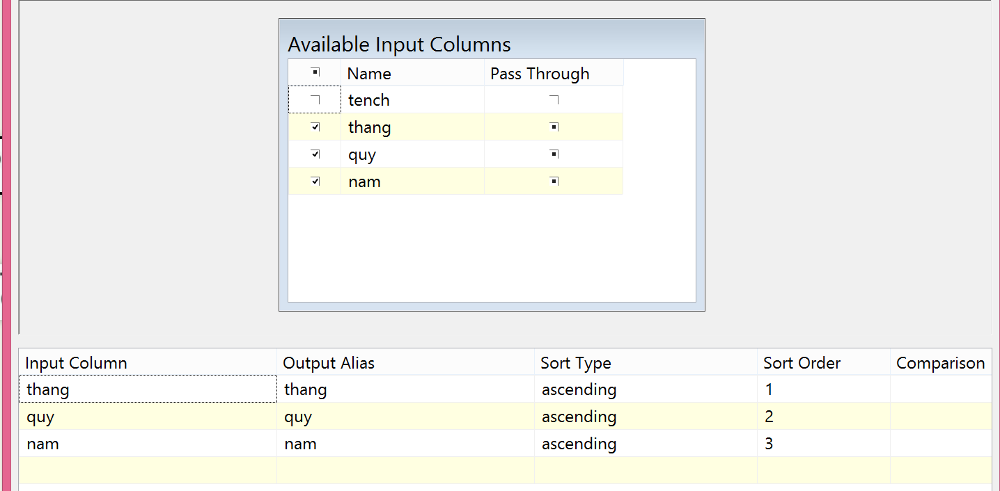 Available Input Columns
Name Pass Through
tench
thang
quy
nam
Input Column Output Alias Sort Type Sort Order Comparison
thang thang ascending 1
quy quy ascending 2
nam nam ascending 3